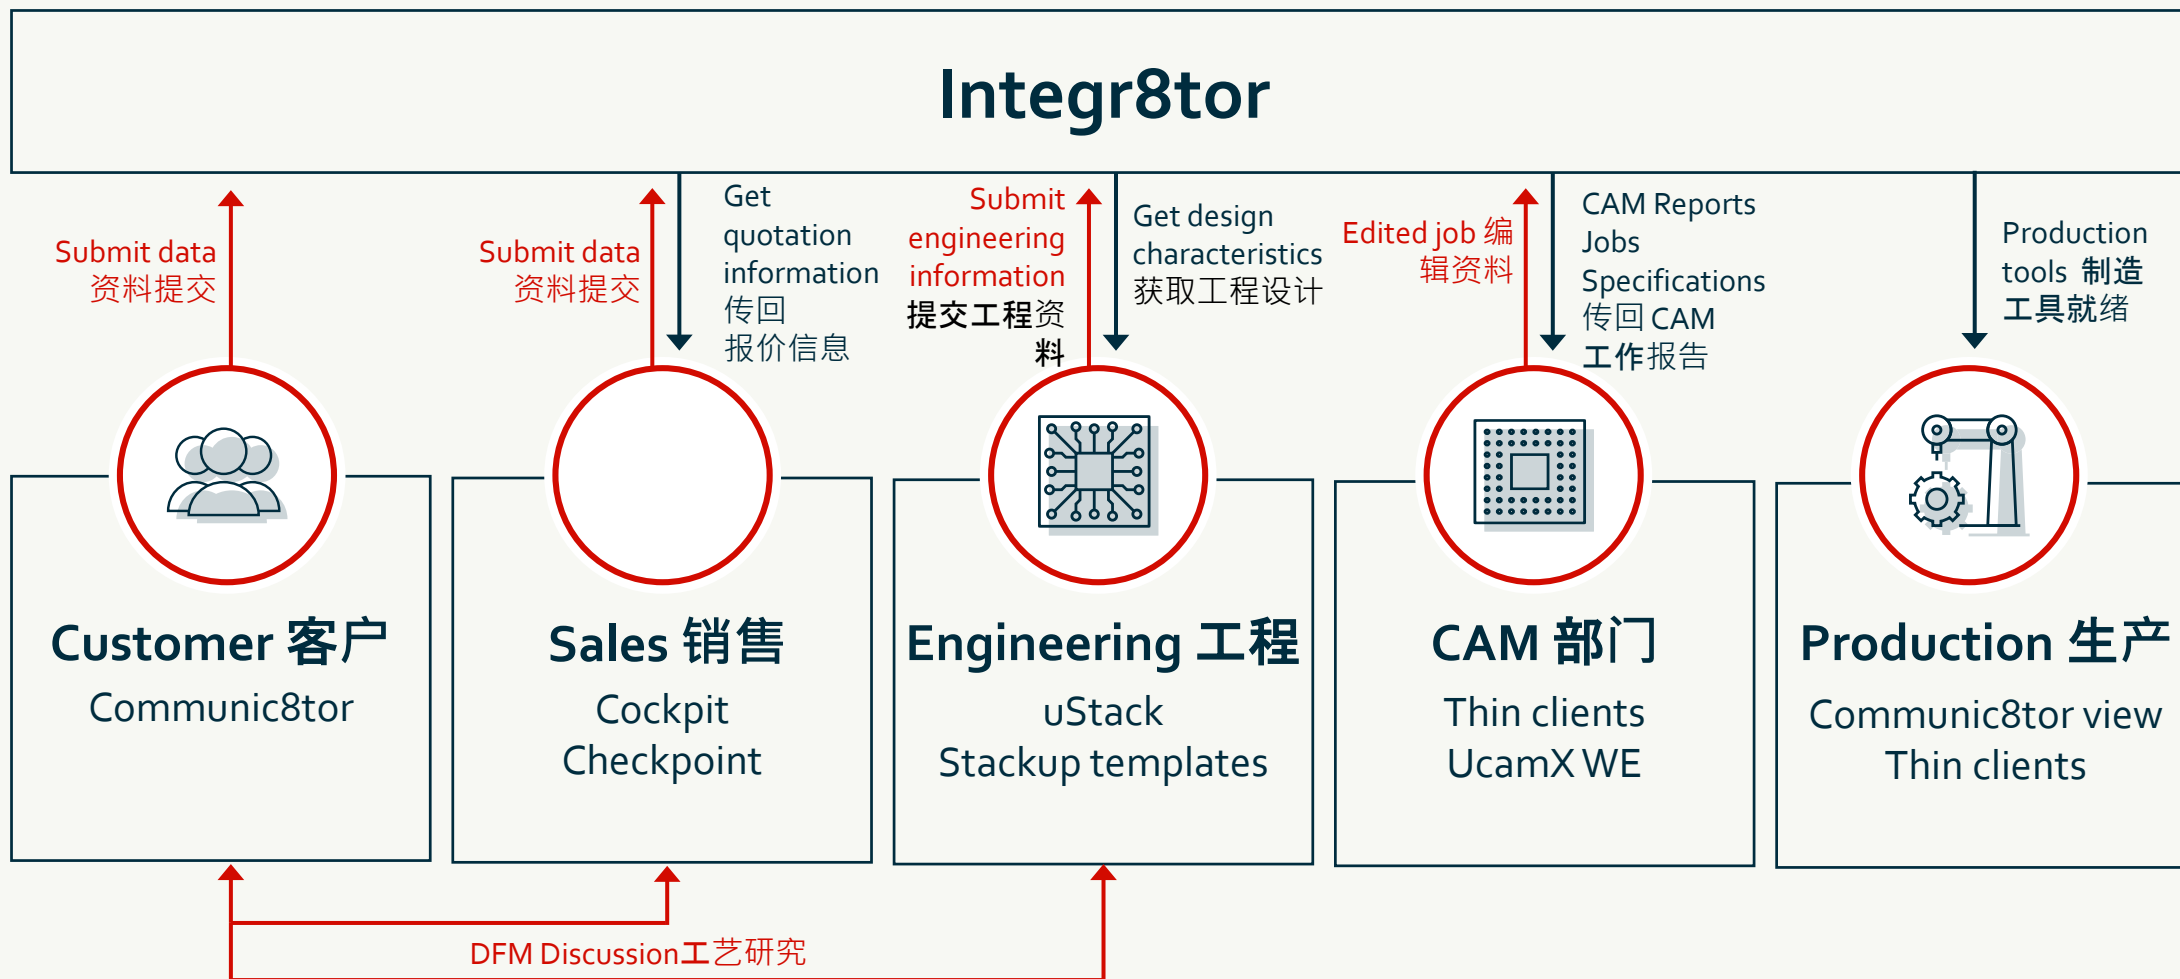 Integr8tor
Submit data
资料提交
Submit data
资料提交
Get
quotation
information
传回
报价信息
Submit
engineering
information
提交工程资
料
Get design
characteristics
获取工程设计
Edited job 编
辑资料
CAM Reports
Jobs
Specifications
传回 CAM
工作报告
Production
tools 制造
工具就绪
Customer 客户
Communic8tor
Sales 销售
Cockpit
Checkpoint
Engineering 工程
uStack
Stackup templates
CAM 部门
Thin clients
UcamX WE
Production 生产
Communic8tor view
Thin clients
DFM Discussion工艺研究